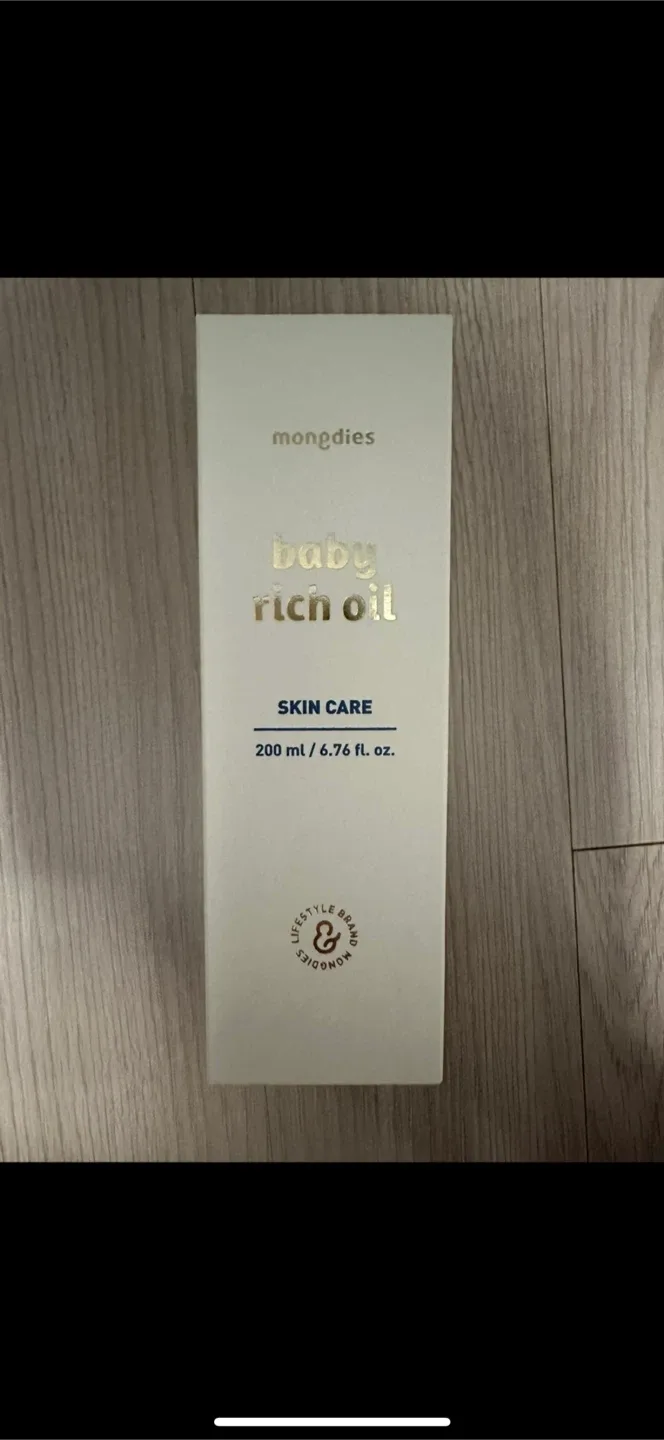 mongdies
baby
rich oil
SKIN CARE
200 ml / 6.76 fl. oz.
LIFESTYLE BRAND MONGDIES
&